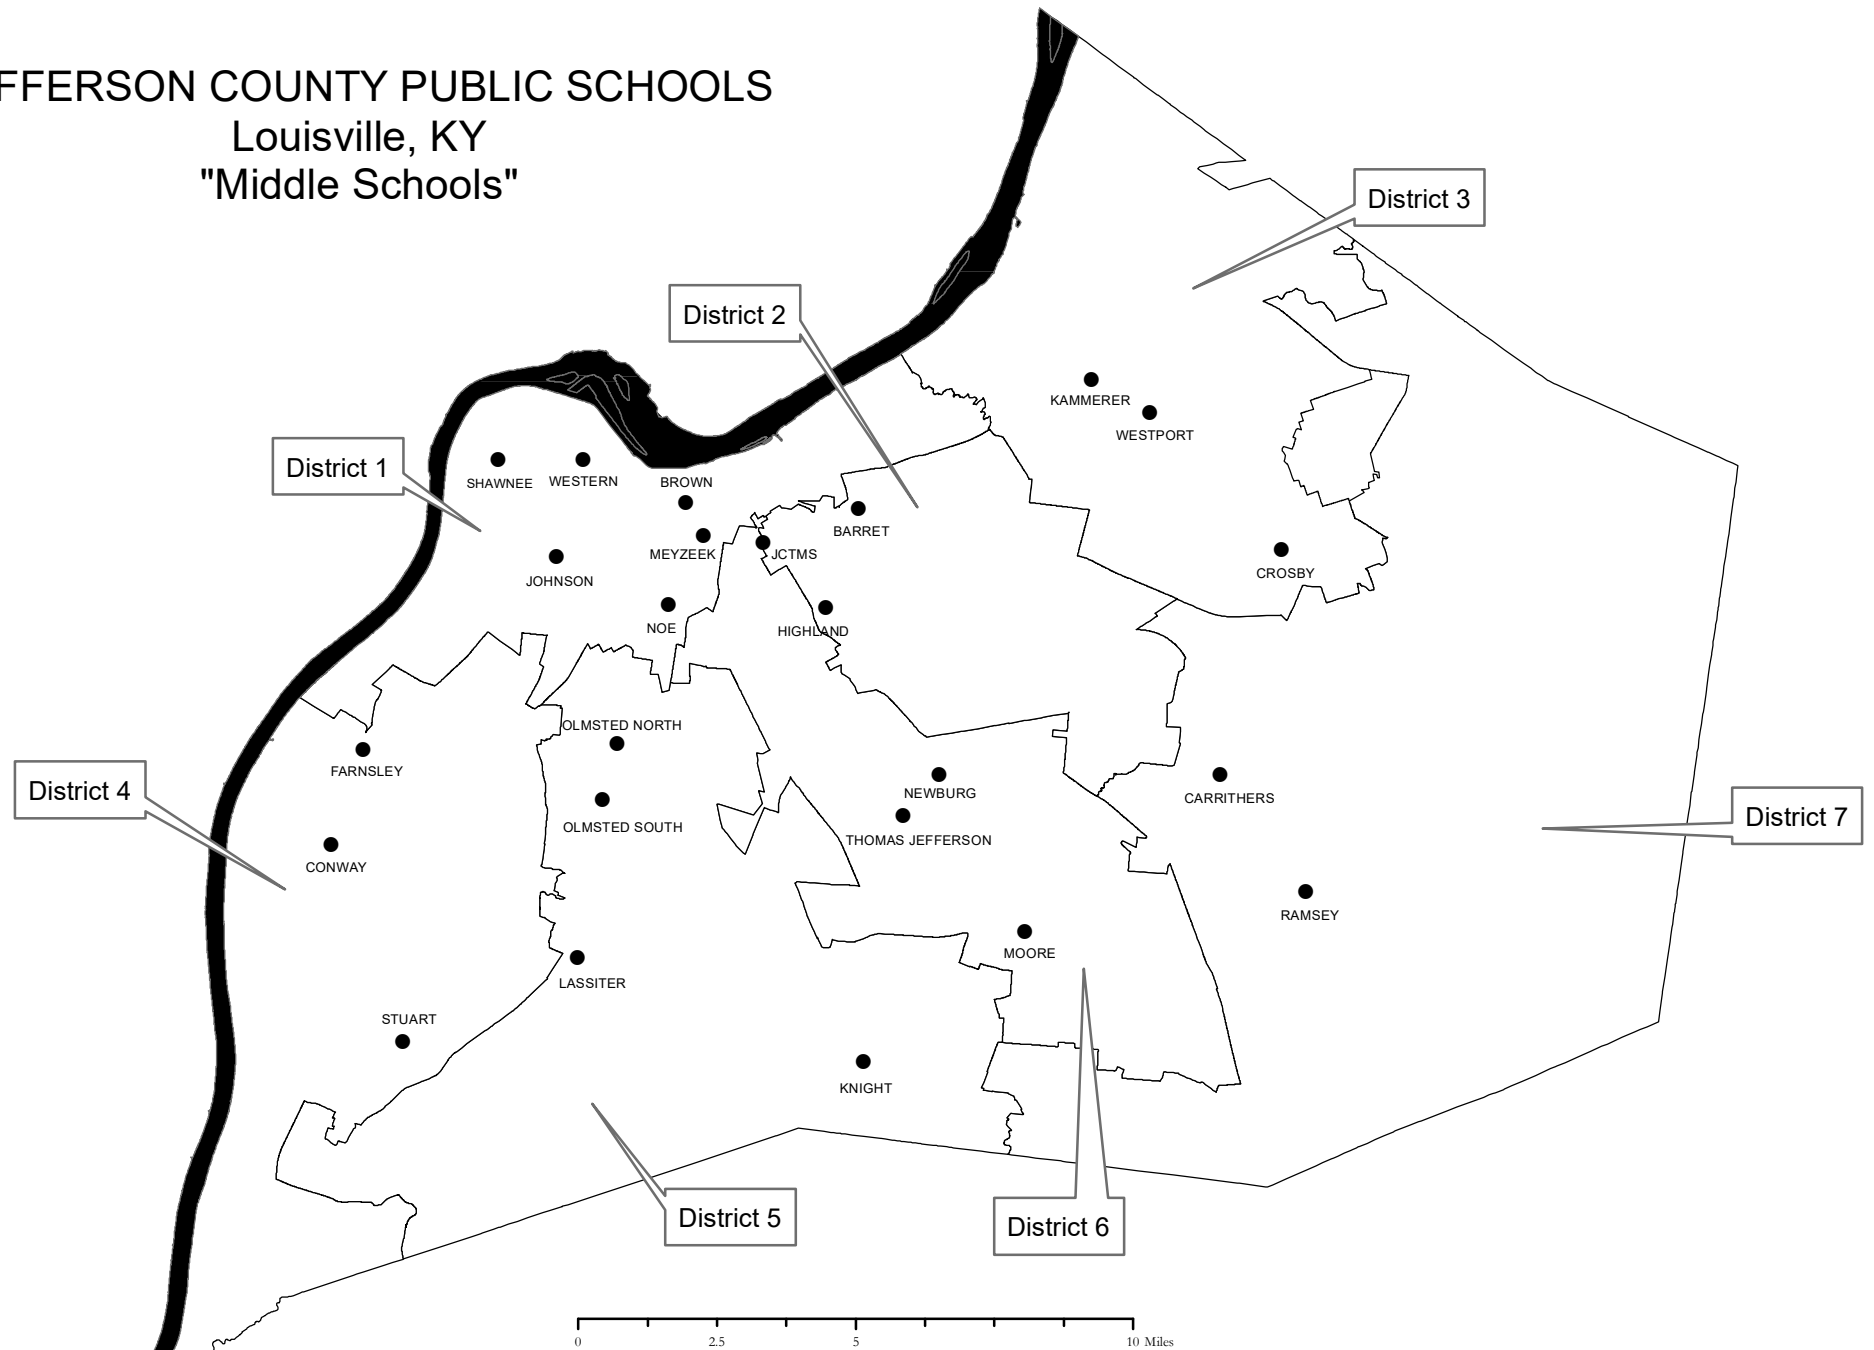 FFERSON COUNTY PUBLIC SCHOOLS
Louisville, KY
"Middle Schools"
District 3
District 2
KAMMERER
WESTPORT
District 1
SHAWNEE
WESTERN
BROWN
BARRET
MEYZEEK
JCTMS
CROSBY
JOHNSON
NOE
HIGHLAND
OLMSTED NORTH
FARNSLEY
District 4
NEWBURG
CARRITHERS
District 7
OLMSTED SOUTH
THOMAS JEFFERSON
CONWAY
RAMSEY
MOORE
LASSITER
STUART
KNIGHT
District 5
District 6
0 2.5 5 10 Miles